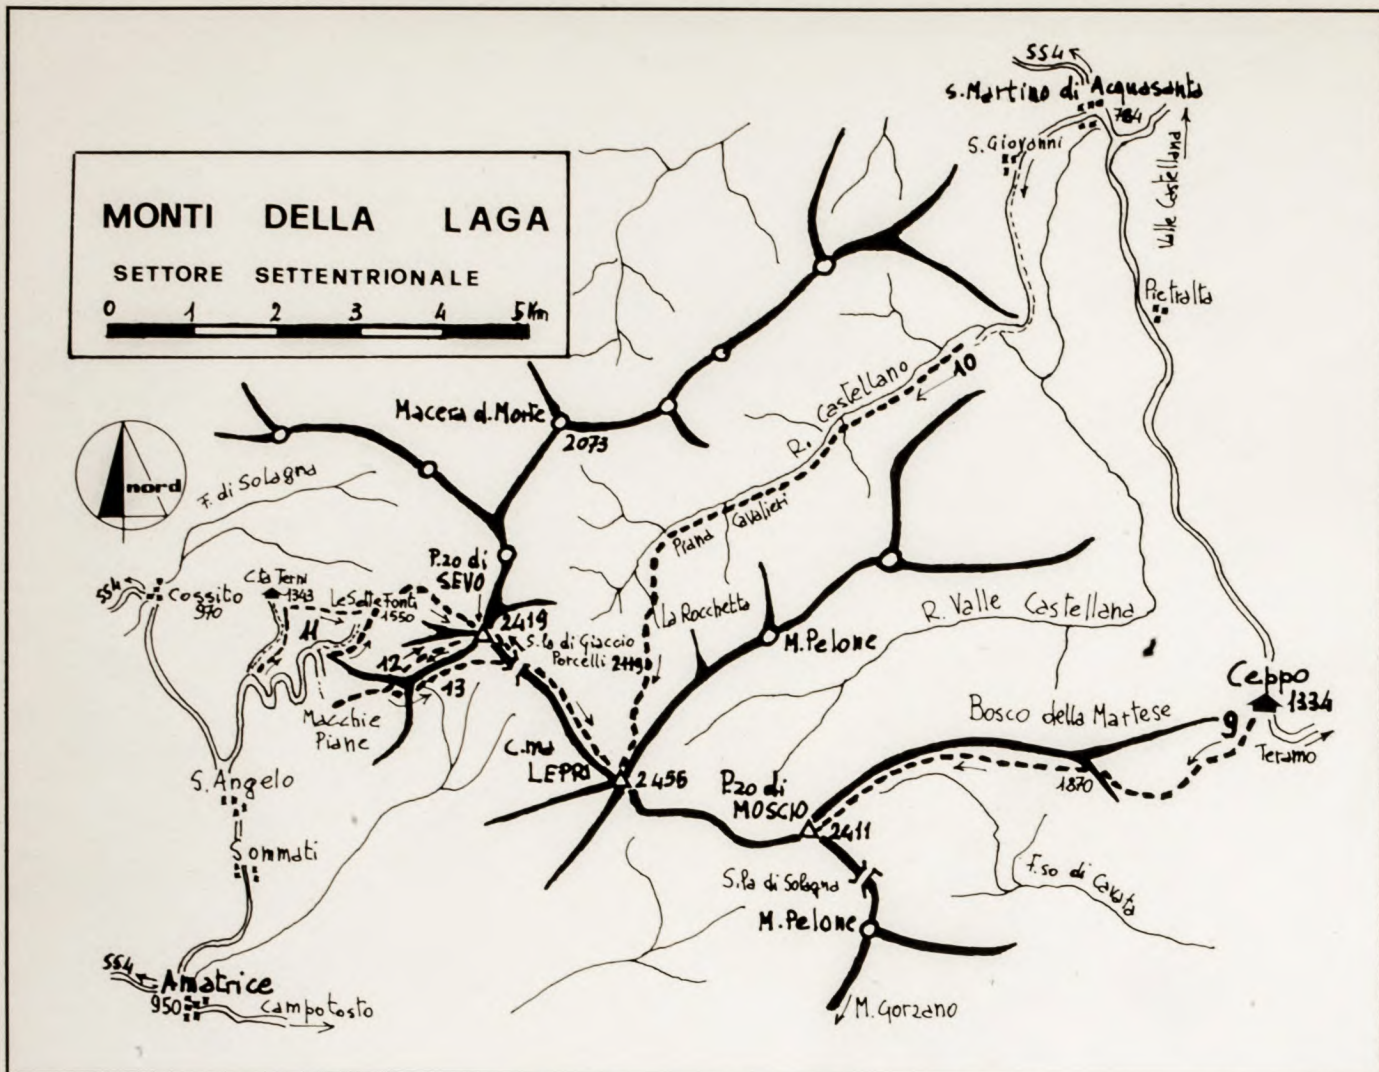 SS4
S. Martino di Acquasanta
784
S. Giovanni
Valle Castellana
MONTI DELLA LAGA
SETTORE SETTENTRIONALE
0 1 2 3 4 5 Km
Pietralta
10
R. Castellano
Macera d. Morte
2073
nord
F. di Solagna
Piana Cavalieri
P.zo di
SEVO
SS4
Cossito
970
C.ta Terni
1343
Le Sette Fonti
1550
11
2419
La Rocchetta
R. Valle Castellana
S.la di Giaccio
Porcelli 2119
M. Pelone
12
13
Ceppo
1334
9
Bosco della Martese
Teramo
Macchie
Piane
C.ma
LEPRI
2456
1870
P.zo di
MOSCIO
2411
S. Angelo
Sommati
S.la di Solagna
F.so di Cavata
M. Pelone
SS4
Amatrice
950
Campotosto
M. Gorzano